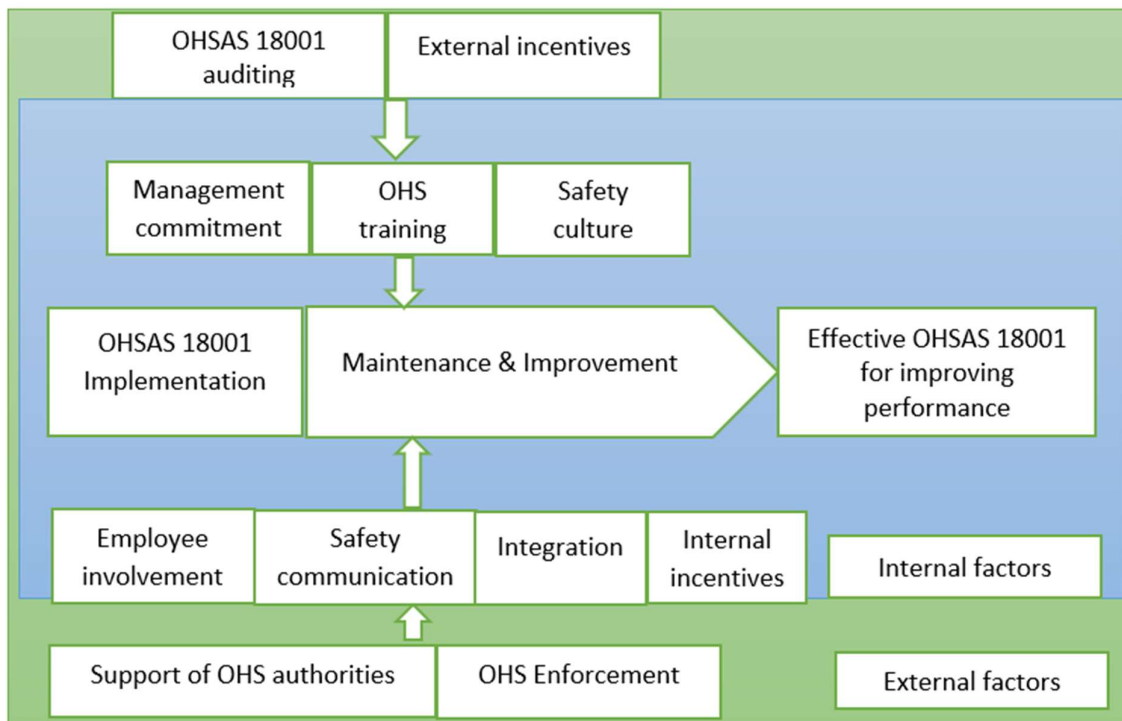 OHSAS 18001
auditing
External incentives
Management
commitment
OHS
training
Safety
culture
OHSAS 18001
Implementation
Maintenance & Improvement
Effective OHSAS 18001
for improving
performance
Employee
involvement
Safety
communication
Integration
Internal
incentives
Internal factors
Support of OHS authorities
OHS Enforcement
External factors